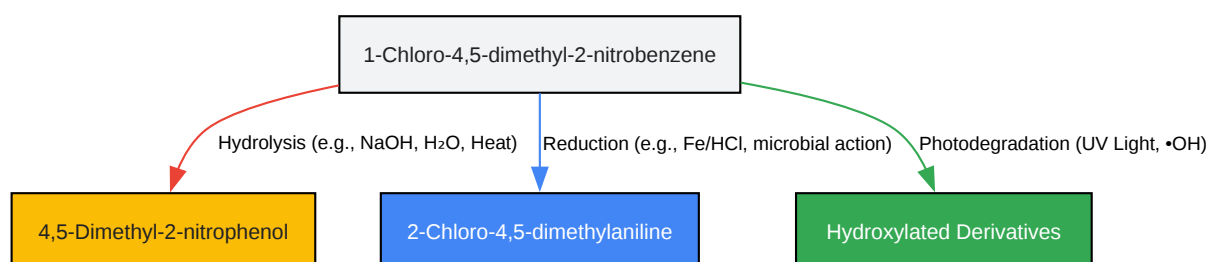 1-Chloro-4,5-dimethyl-2-nitrobenzene
Hydrolysis (e.g., NaOH, H₂O, Heat)
Reduction (e.g., Fe/HCl, microbial action)
Photodegradation (UV Light, •OH)
4,5-Dimethyl-2-nitrophenol
2-Chloro-4,5-dimethylaniline
Hydroxylated Derivatives